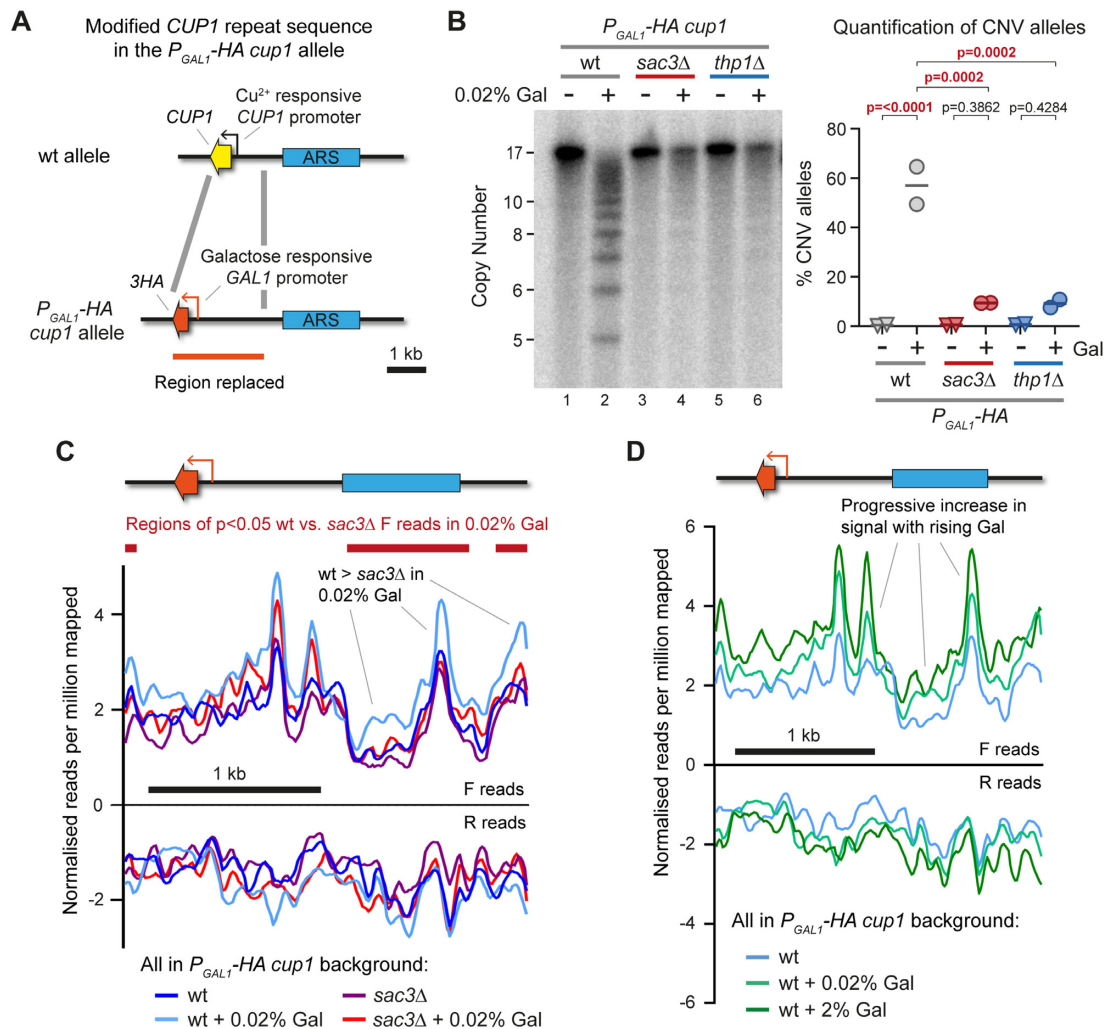 A
Modified CUP1 repeat sequence
in the P_GAL1-HA cup1 allele
Cu²⁺ responsive
CUP1
CUP1 promoter
wt allele
ARS
Galactose responsive
3HA
GAL1 promoter
P_GAL1-HA
cup1 allele
ARS
1 kb
Region replaced
B
P_GAL1-HA cup1
wt sac3Δ thp1Δ
0.02% Gal - + - + - +
Copy Number
17
10
8
6
5
1 2 3 4 5 6
Quantification of CNV alleles
p=0.0002
p=0.0002
p=<0.0001 p=0.3862 p=0.4284
% CNV alleles
80
60
40
20
0
- + - + - + Gal
wt sac3Δ thp1Δ
P_GAL1-HA
C
Regions of p<0.05 wt vs. sac3Δ F reads in 0.02% Gal
wt > sac3Δ in
0.02% Gal
Normalised reads per million mapped
4
2
0
-2
1 kb
F reads
R reads
All in P_GAL1-HA cup1 background:
wt
sac3Δ
wt + 0.02% Gal
sac3Δ + 0.02% Gal
D
Progressive increase in
signal with rising Gal
Normalised reads per million mapped
6
4
2
0
-2
-4
-6
1 kb
F reads
R reads
All in P_GAL1-HA cup1 background:
wt
wt + 0.02% Gal
wt + 2% Gal